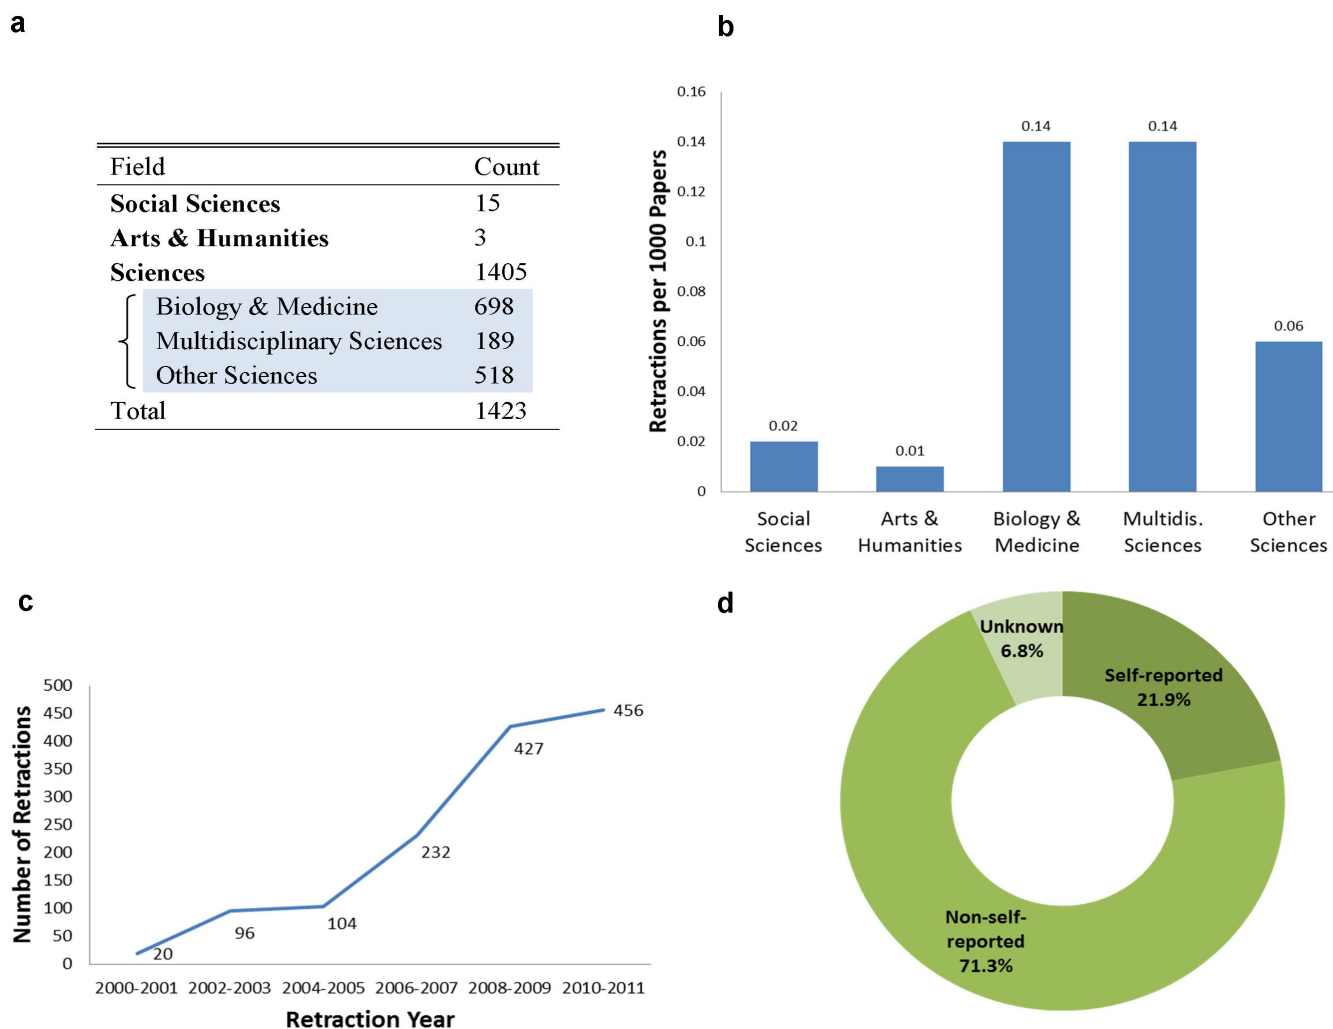 a
Field Count
Social Sciences 15
Arts & Humanities 3
Sciences 1405
Biology & Medicine 698
Multidisciplinary Sciences 189
Other Sciences 518
Total 1423
b
Retractions per 1000 Papers
0.16
0.14
0.12
0.1
0.08
0.06
0.04
0.02
0
0.02
0.01
0.14
0.14
0.06
Social
Sciences
Arts &
Humanities
Biology &
Medicine
Multidis.
Sciences
Other
Sciences
c
Number of Retractions
500
450
400
350
300
250
200
150
100
50
0
20
96
104
232
427
456
2000-2001 2002-2003 2004-2005 2006-2007 2008-2009 2010-2011
Retraction Year
d
Unknown
6.8%
Self-reported
21.9%
Non-self-
reported
71.3%